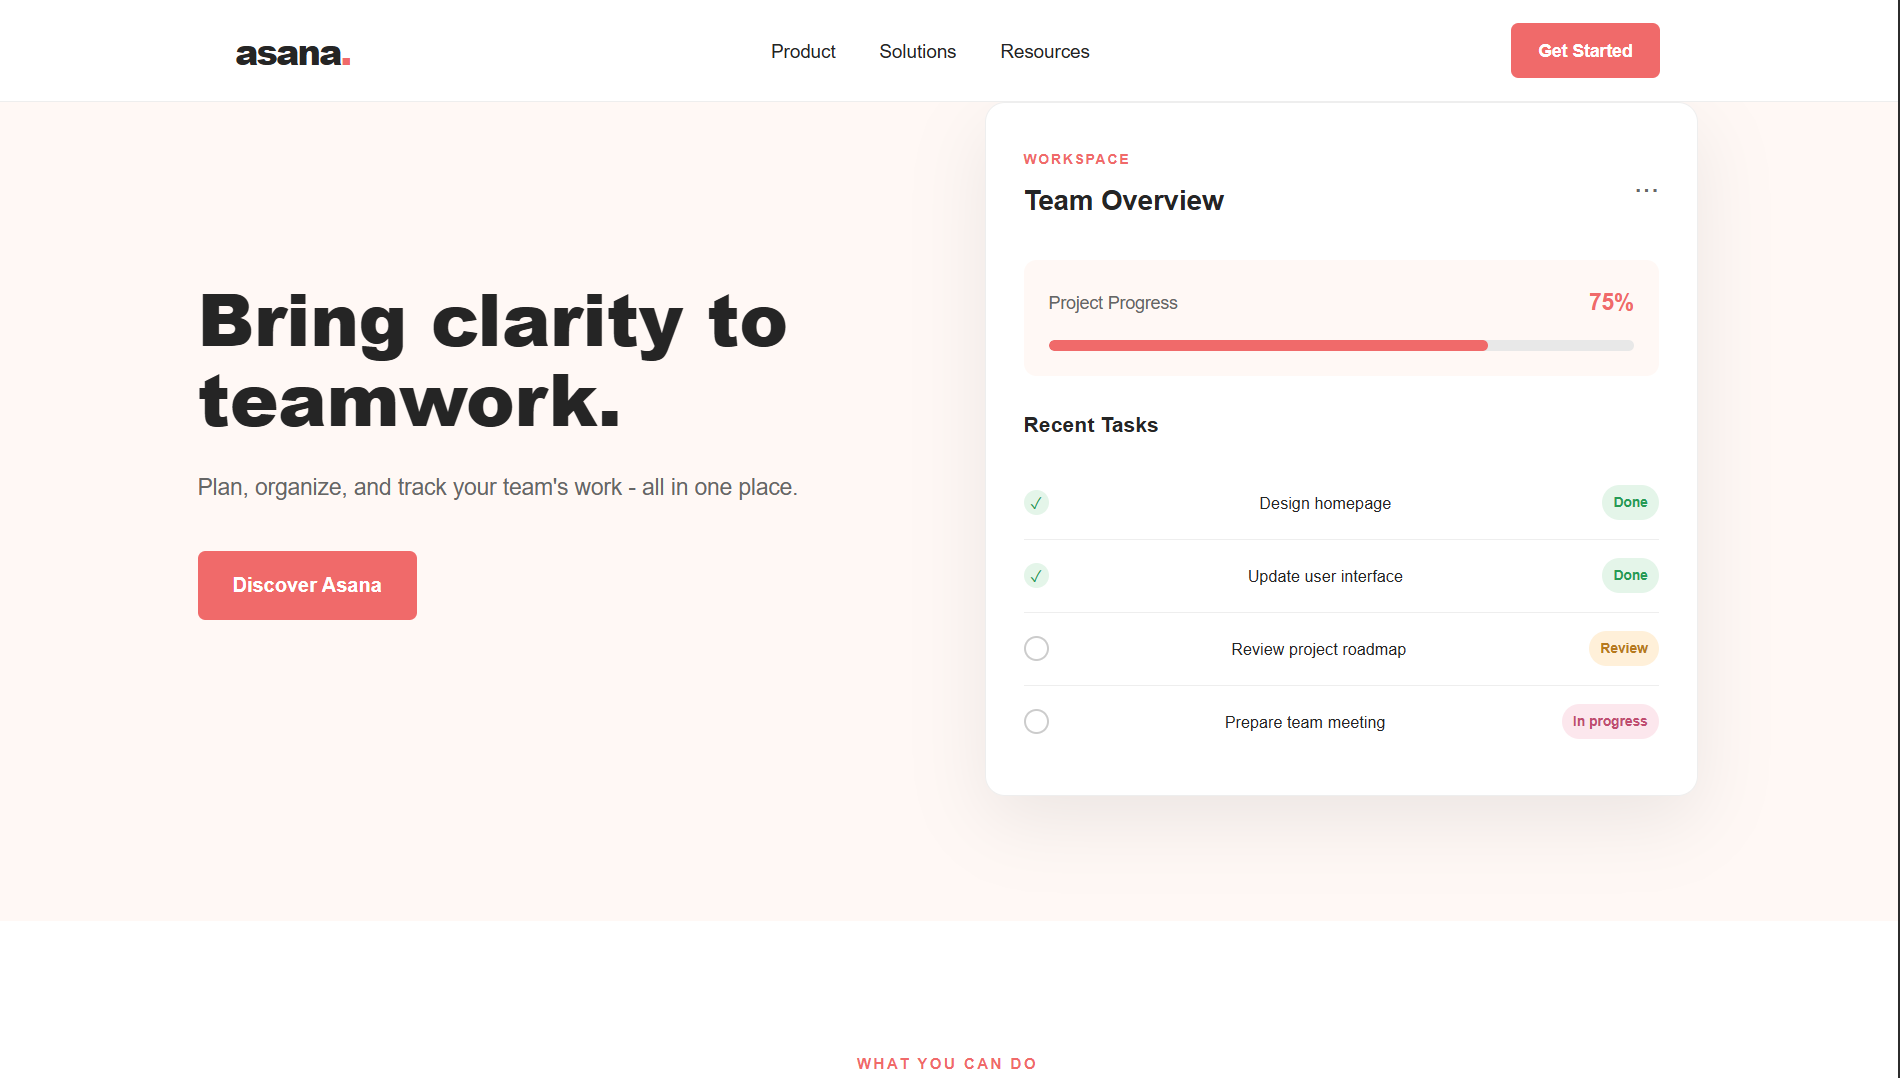 asana.
Product
Solutions
Resources
Get Started
Bring clarity to
teamwork.
Plan, organize, and track your team's work - all in one place.
Discover Asana
WORKSPACE
Team Overview
...
Project Progress
75%
Recent Tasks
✓ Design homepage Done
✓ Update user interface Done
Review project roadmap Review
Prepare team meeting In progress
WHAT YOU CAN DO